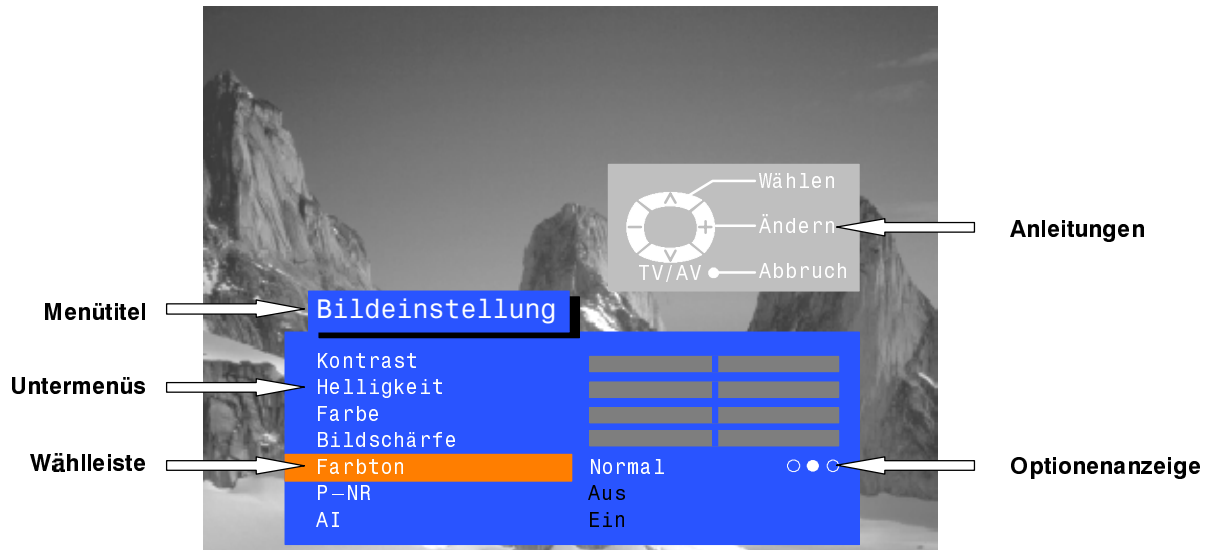 Wählen
Ändern
Anleitungen
TV/AV Abbruch
Menütitel
Bildeinstellung
Kontrast
Untermenüs
Helligkeit
Farbe
Bildschärfe
Wählleiste
Farbton Normal
Optionenanzeige
P-NR Aus
AI Ein